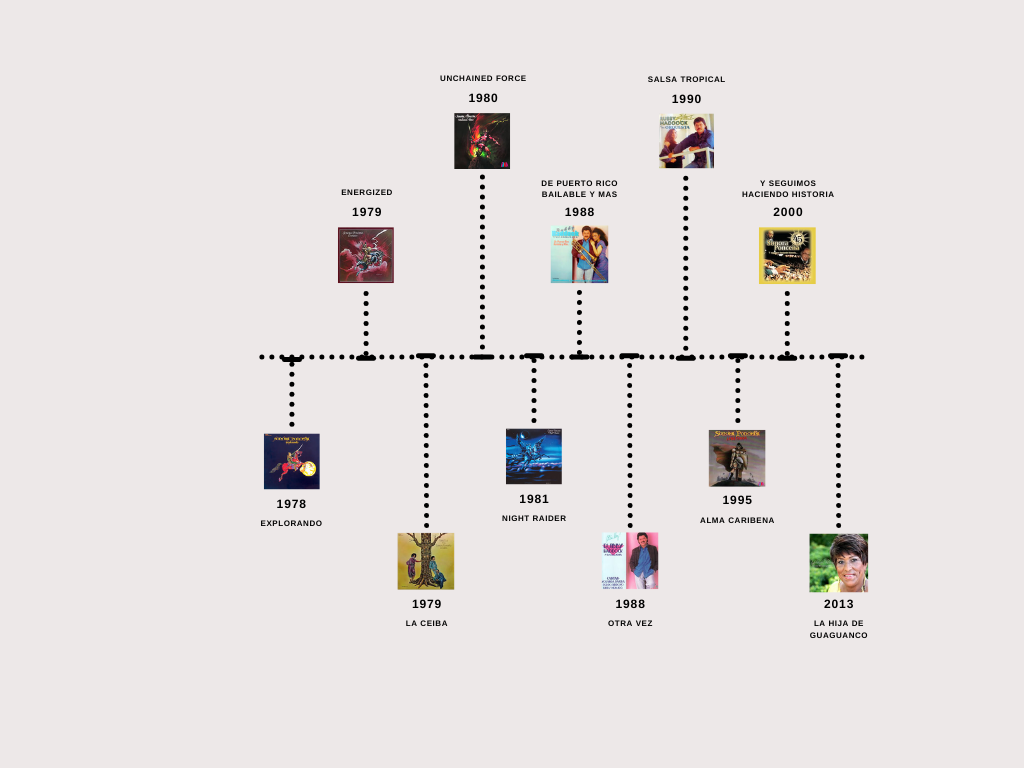 UNCHAINED FORCE
1980
SALSA TROPICAL
1990
ENERGIZED
1979
DE PUERTO RICO
BAILABLE Y MAS
1988
Y SEGUIMOS
HACIENDO HISTORIA
2000
1978
EXPLORANDO
1981
NIGHT RAIDER
1995
ALMA CARIBENA
1979
LA CEIBA
1988
OTRA VEZ
2013
LA HIJA DE
GUAGUANCO